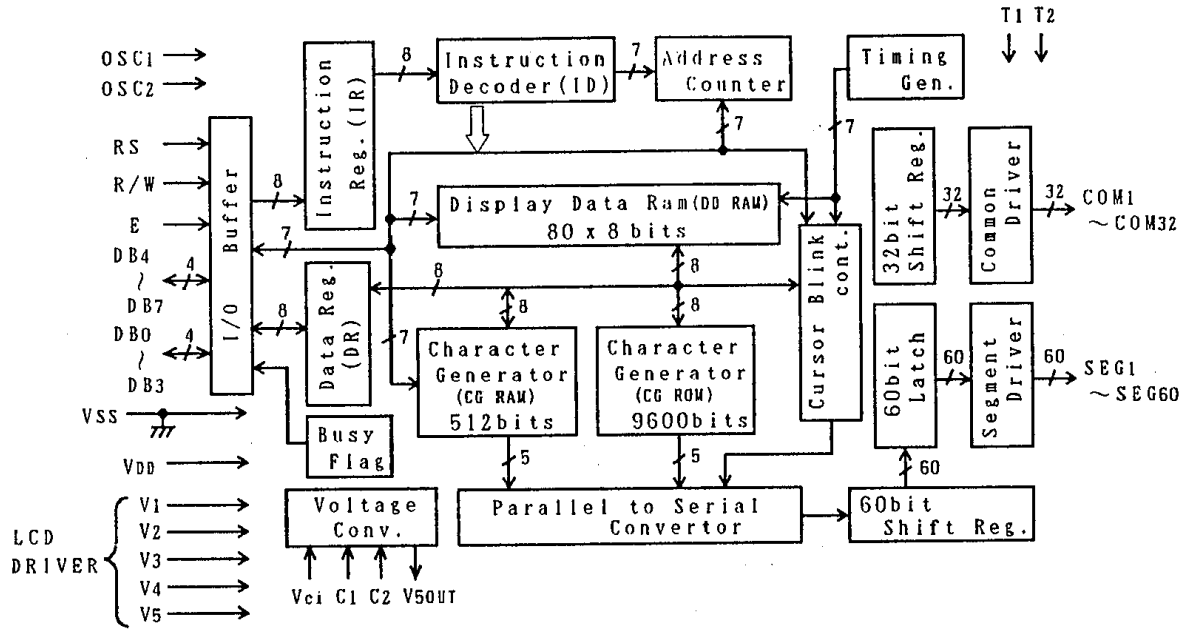 T1 T2
OSC1
OSC2
8
Instruction
Reg.(IR)
Instruction
Decoder(ID)
7
Address
Counter
Timing
Gen.
7
7
RS
R/W
E
DB4
~
DB7
DB0
~
DB3
4
4
I/O Buffer
8
7
8
7
Display Data Ram(DD RAM)
80 x 8 bits
8
8
8
8
7
Data Reg.
(DR)
Character
Generator
(CG RAM)
512bits
Character
Generator
(CG ROM)
9600bits
Cursor Blink
cont.
32bit
Shift Reg.
32
Common
Driver
32
COM1
~COM32
60bit
Latch
60
Segment
Driver
60
SEG1
~SEG60
VSS
Busy
Flag
5
5
60
VDD
Voltage
Conv.
Parallel to Serial
Convertor
60bit
Shift Reg.
LCD
DRIVER
V1
V2
V3
V4
V5
Vci C1 C2 V5OUT